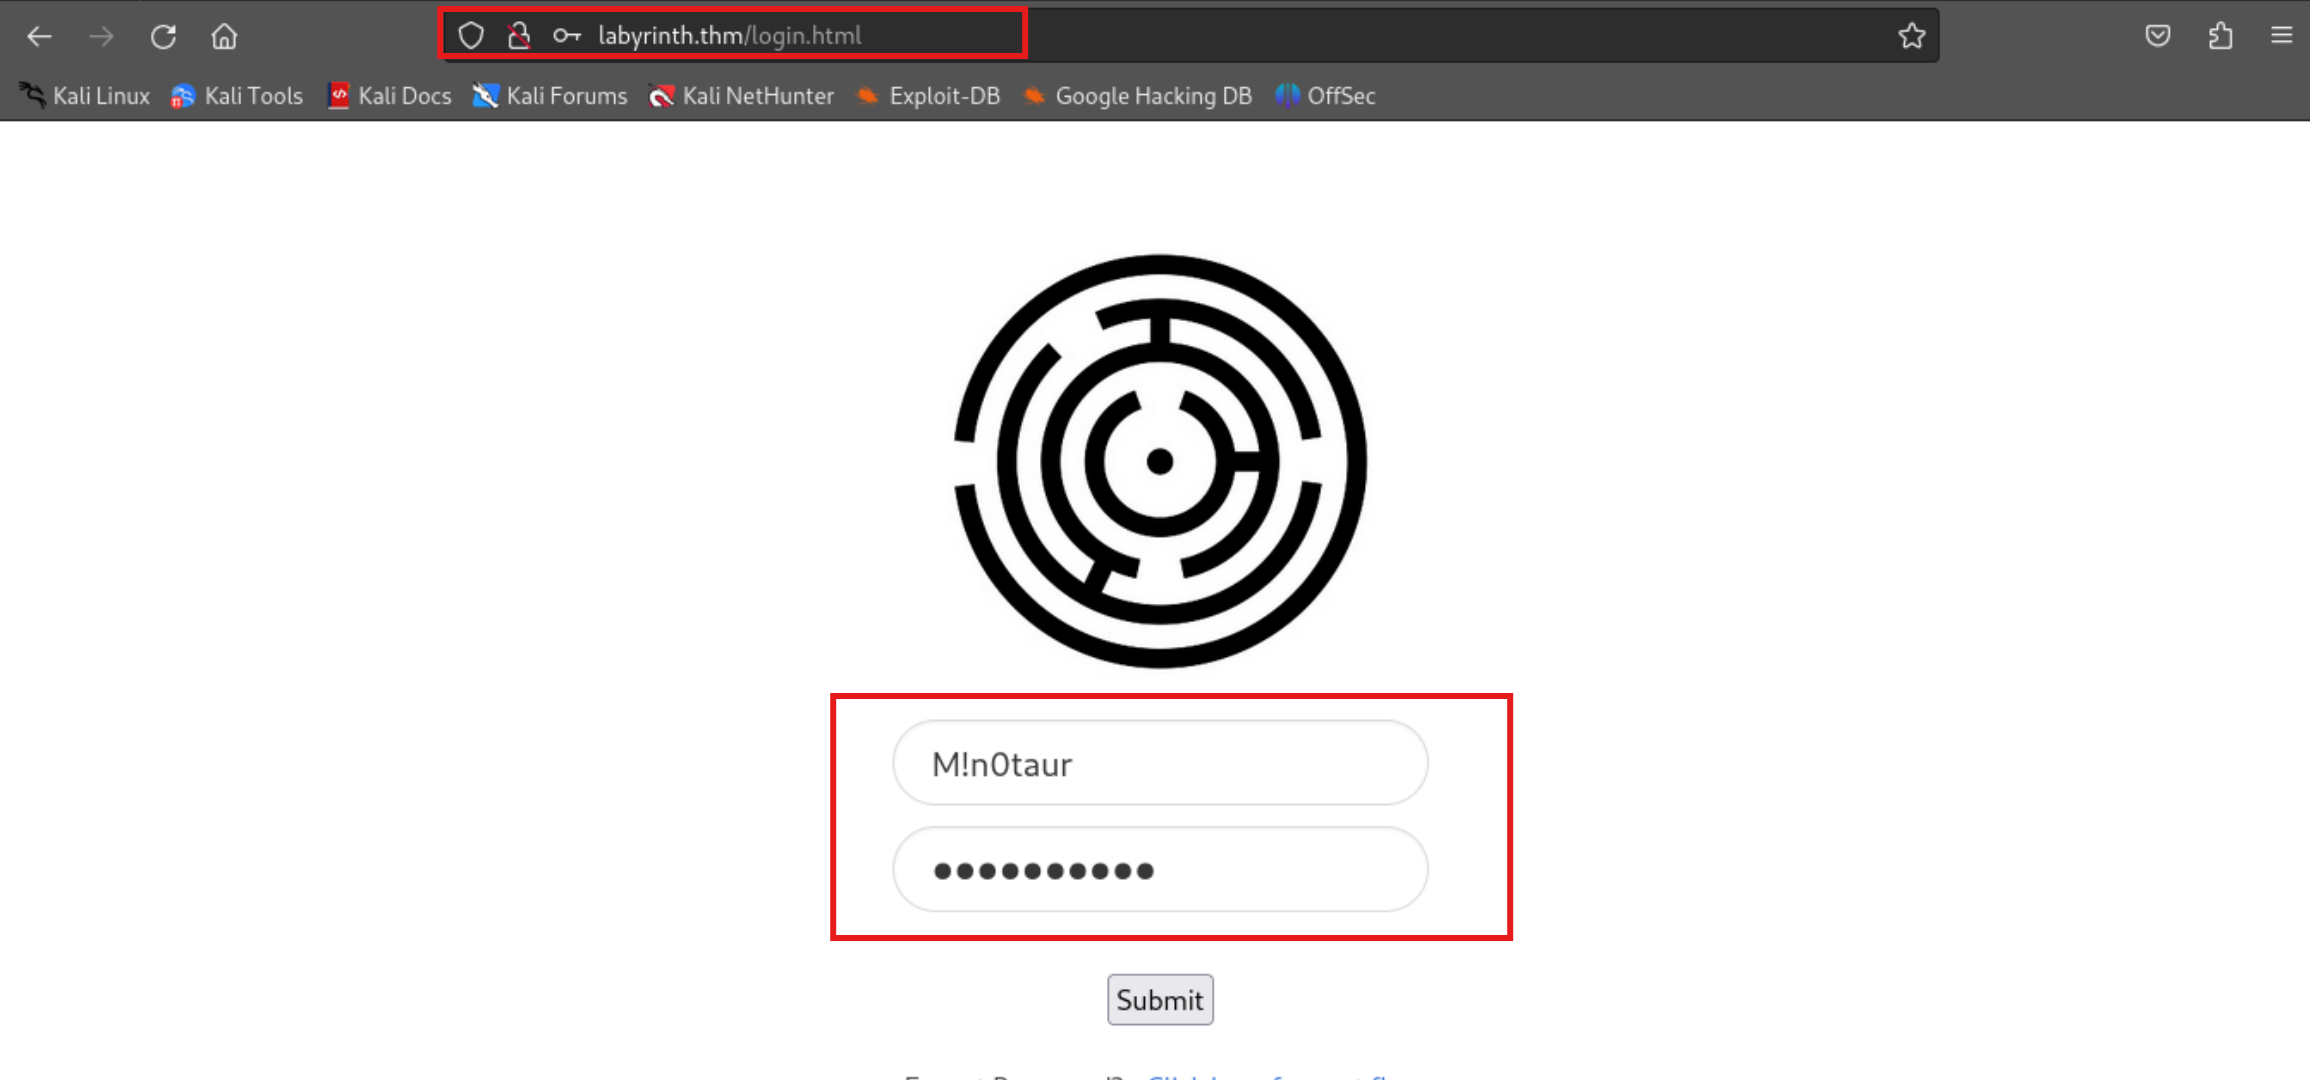 labyrinth.thm/login.html
Kali Linux Kali Tools Kali Docs Kali Forums Kali NetHunter Exploit-DB Google Hacking DB OffSec
M!n0taur
Submit